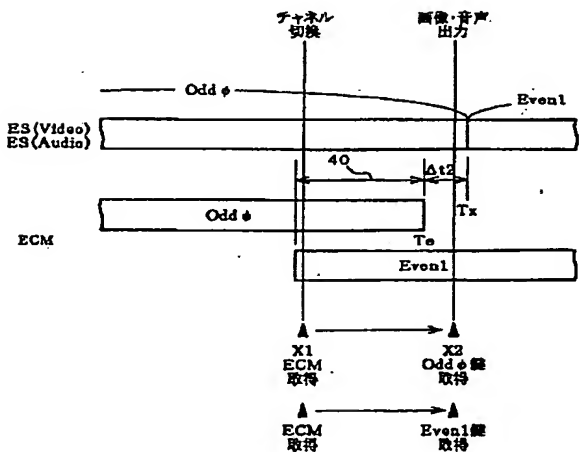 チャネル
切換
画像・音声
出力
Odd φ
Even1
ES(Video)
ES(Audio)
40
Δt2
Tx
Odd φ
Te
ECM
Even1
X1
ECM
取得
X2
Odd φ 鍵
取得
ECM
取得
Even1鍵
取得